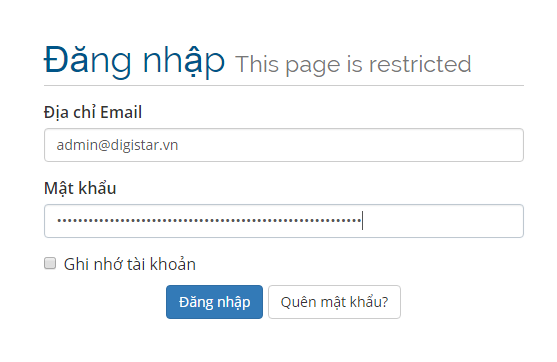 Đăng nhập This page is restricted
Địa chỉ Email
admin@digistar.vn
Mật khẩu
Ghi nhớ tài khoản
Đăng nhập Quên mật khẩu?